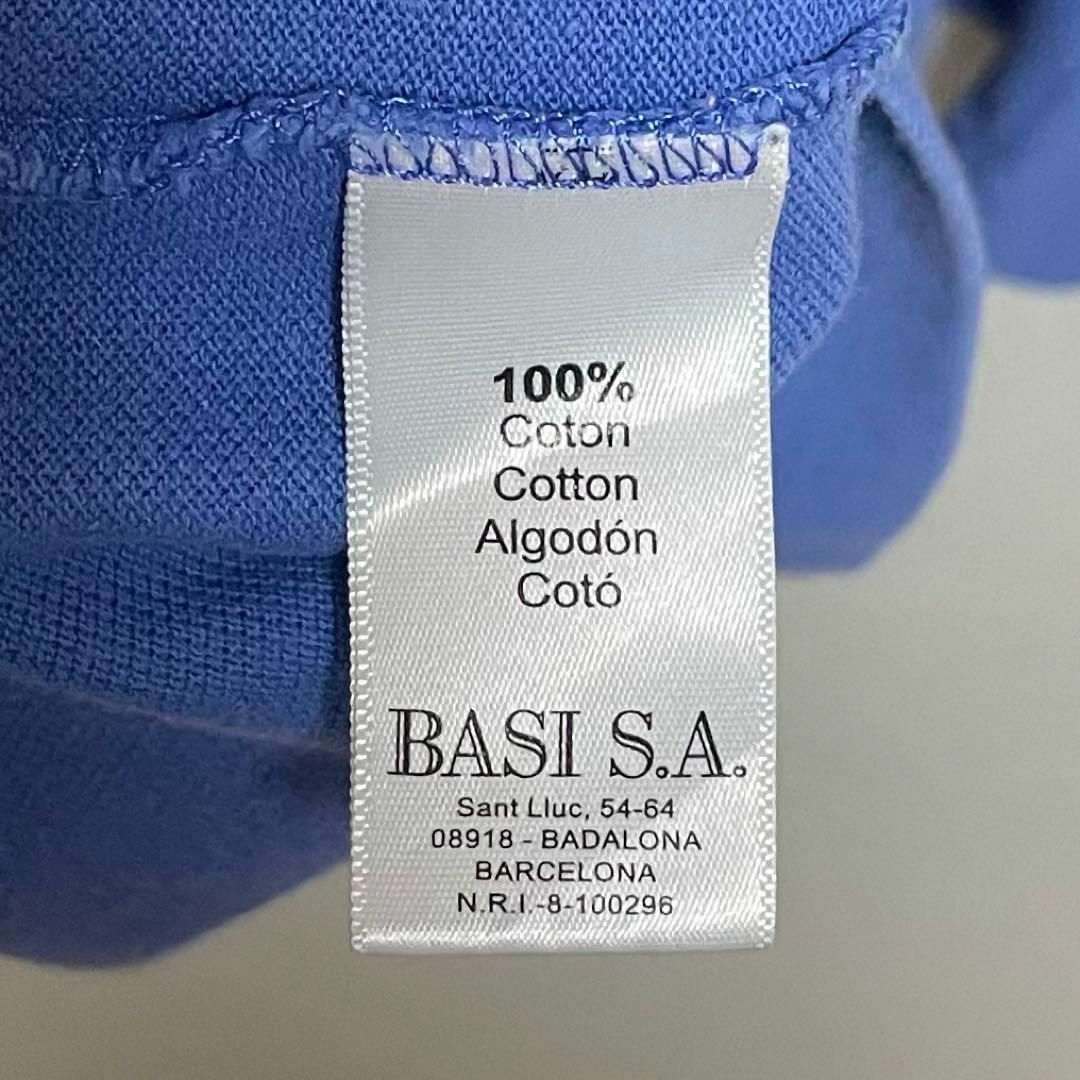 100%
Coton
Cotton
Algodón
Cotó
BASI S.A.
Sant Lluc, 54-64
08918 - BADALONA
BARCELONA
N.R.I.-8-100296